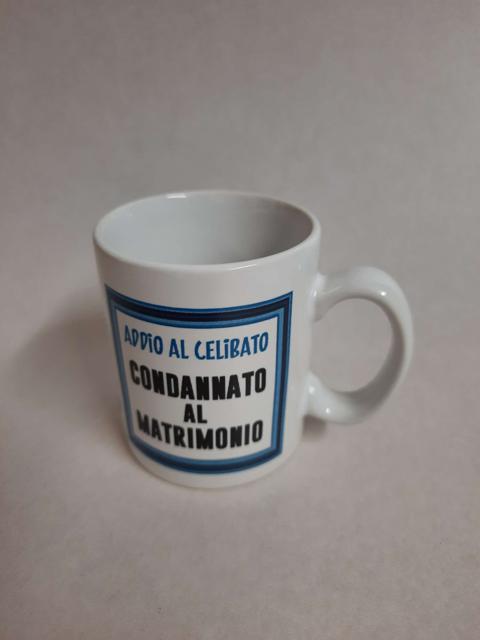 ADDiO AL CELiBATO
CONDANNATO
AL
MATRIMONIO